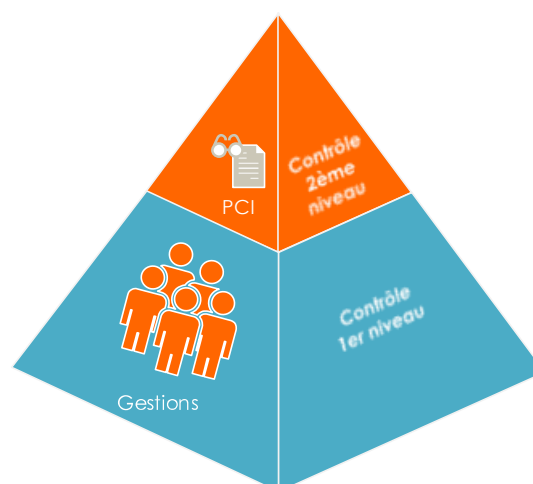 PCI
Contrôle
2ème
niveau
Gestions
Contrôle
1er niveau